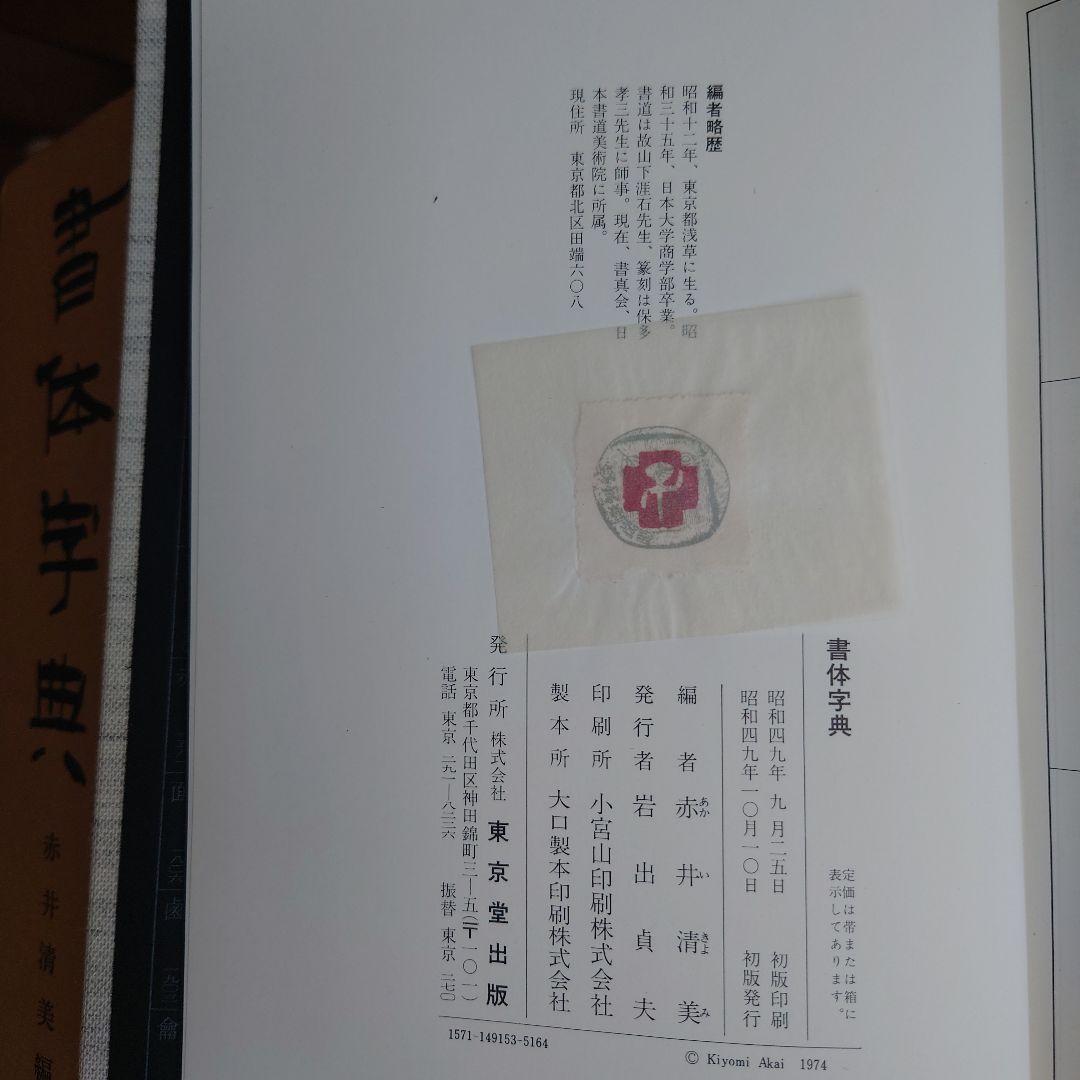 編者略歴
昭和十二年、東京都浅草に生る。昭
和三十五年、日本大学商学部卒業。
書道は故山下涯石先生、篆刻は保多
孝三先生に師事。現在、書真会、日
本書道美術院に所属。
現住所 東京都北区田端六〇八
書体字典
定価は帯または箱に
表示してあります。
昭和四九年 九 月二五日 初版印刷
昭和四九年一〇月一〇日 初版発行
編者 赤井清美
あか い きよ み
発行者 岩出貞夫
印刷所 小宮山印刷株式会社
製本所 大口製本印刷株式会社
発行所 株式会社 東京堂出版
東京都千代田区神田錦町三―五(〒一〇一)
電話 東京 二九一―八二二六 振替 東京 二七〇
1571-149153-5164
© Kiyomi Akai 1974
書体字典
赤井清美編